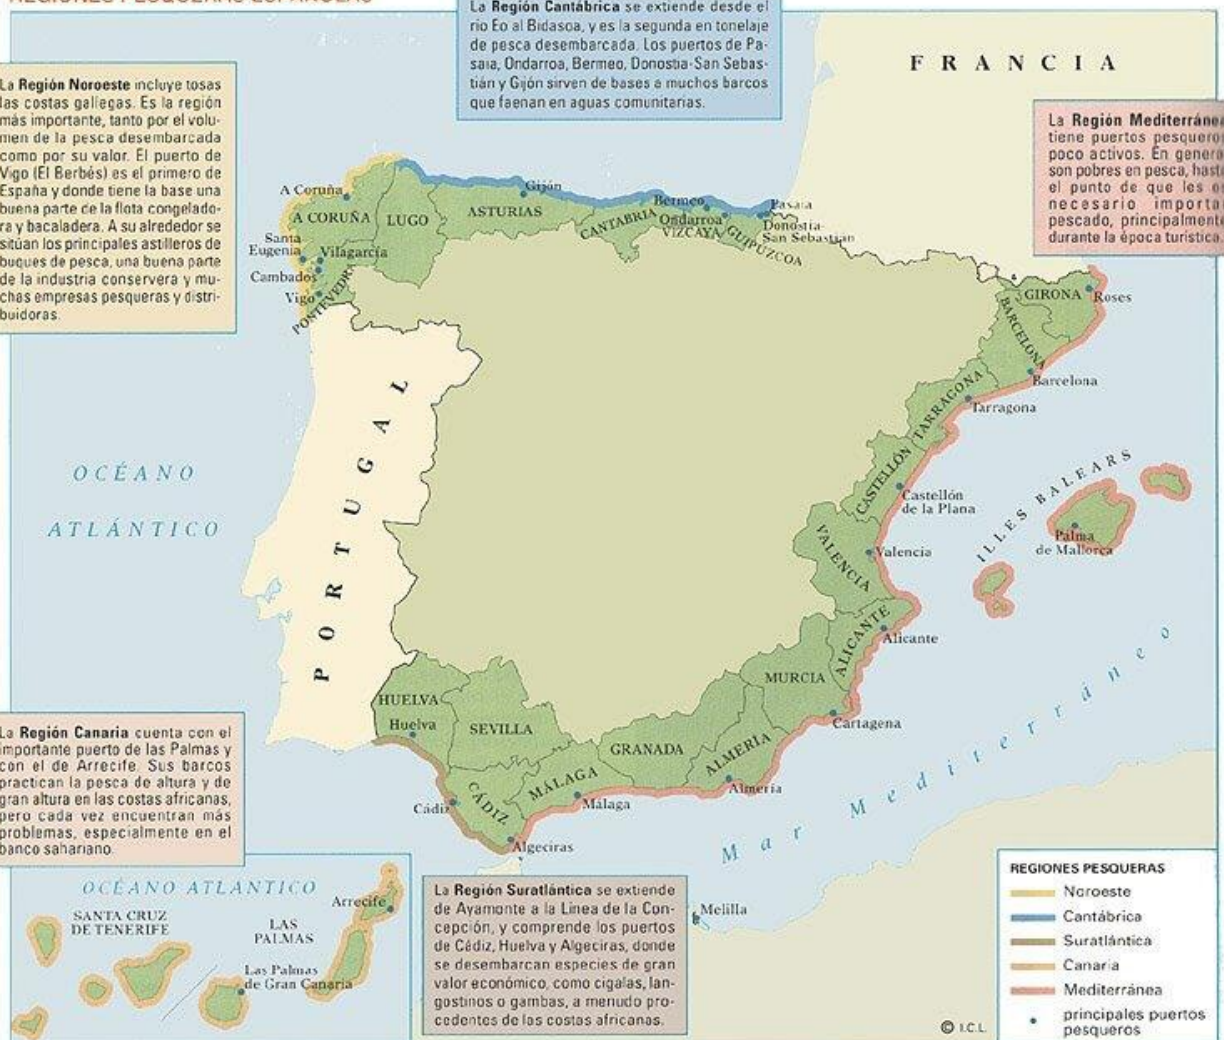 REGIONES PESQUERAS ESPAÑOLAS
La Región Cantábrica se extiende desde el
río Eo al Bidasoa, y es la segunda en tonelaje
de pesca desembarcada. Los puertos de Pa-
saia, Ondarroa, Bermeo, Donostia-San Sebas-
tián y Gijón sirven de bases a muchos barcos
que faenan en aguas comunitarias.
FRANCIA
La Región Noroeste incluye tosas
las costas gallegas. Es la región
más importante, tanto por el volu-
men de la pesca desembarcada
como por su valor. El puerto de
Vigo (El Berbés) es el primero de
España y donde tiene la base una
buena parte de la flota congelado-
ra y bacaladera. A su alrededor se
sitúan los principales astilleros de
buques de pesca, una buena parte
de la industria conservera y mu-
chas empresas pesqueras y distri-
buidoras.
La Región Mediterránea
tiene puertos pesqueros
poco activos. En genera
son pobres en pesca, hasta
el punto de que les e
necesario importa
pescado, principalmente
durante la época turística.
A Coruña
A CORUÑA
LUGO
Gijón
ASTURIAS
CANTABRIA
Bermeo
Ondarroa
VIZCAYA
Pasaia
Donostia-
San Sebastián
GUIPUZCOA
Santa
Eugenia
Vilagarcía
Cambados
Vigo
PONTEVEDRA
GIRONA
Roses
BARCELONA
Barcelona
TARRAGONA
Tarragona
PORTUGAL
OCÉANO
ATLÁNTICO
CASTELLÓN
Castellón
de la Plana
ILLES BALEARS
Palma
de Mallorca
VALENCIA
Valencia
ALICANTE
Alicante
MURCIA
Cartagena
HUELVA
Huelva
SEVILLA
GRANADA
ALMERÍA
Almería
MÁLAGA
Málaga
CÁDIZ
Cádiz
Algeciras
Mar Mediterráneo
La Región Canaria cuenta con el
importante puerto de las Palmas y
con el de Arrecife. Sus barcos
practican la pesca de altura y de
gran altura en las costas africanas,
pero cada vez encuentran más
problemas, especialmente en el
banco sahariano.
OCÉANO ATLANTICO
SANTA CRUZ
DE TENERIFE
LAS
PALMAS
Arrecife
Las Palmas
de Gran Canaria
La Región Suratlántica se extiende
de Ayamonte a la Línea de la Con-
cepción, y comprende los puertos
de Cádiz, Huelva y Algeciras, donde
se desembarcan especies de gran
valor económico, como cigalas, lan-
gostinos o gambas, a menudo pro-
cedentes de las costas africanas.
Melilla
© I.C.L.
REGIONES PESQUERAS
Noroeste
Cantábrica
Suratlántica
Canaria
Mediterránea
principales puertos
pesqueros